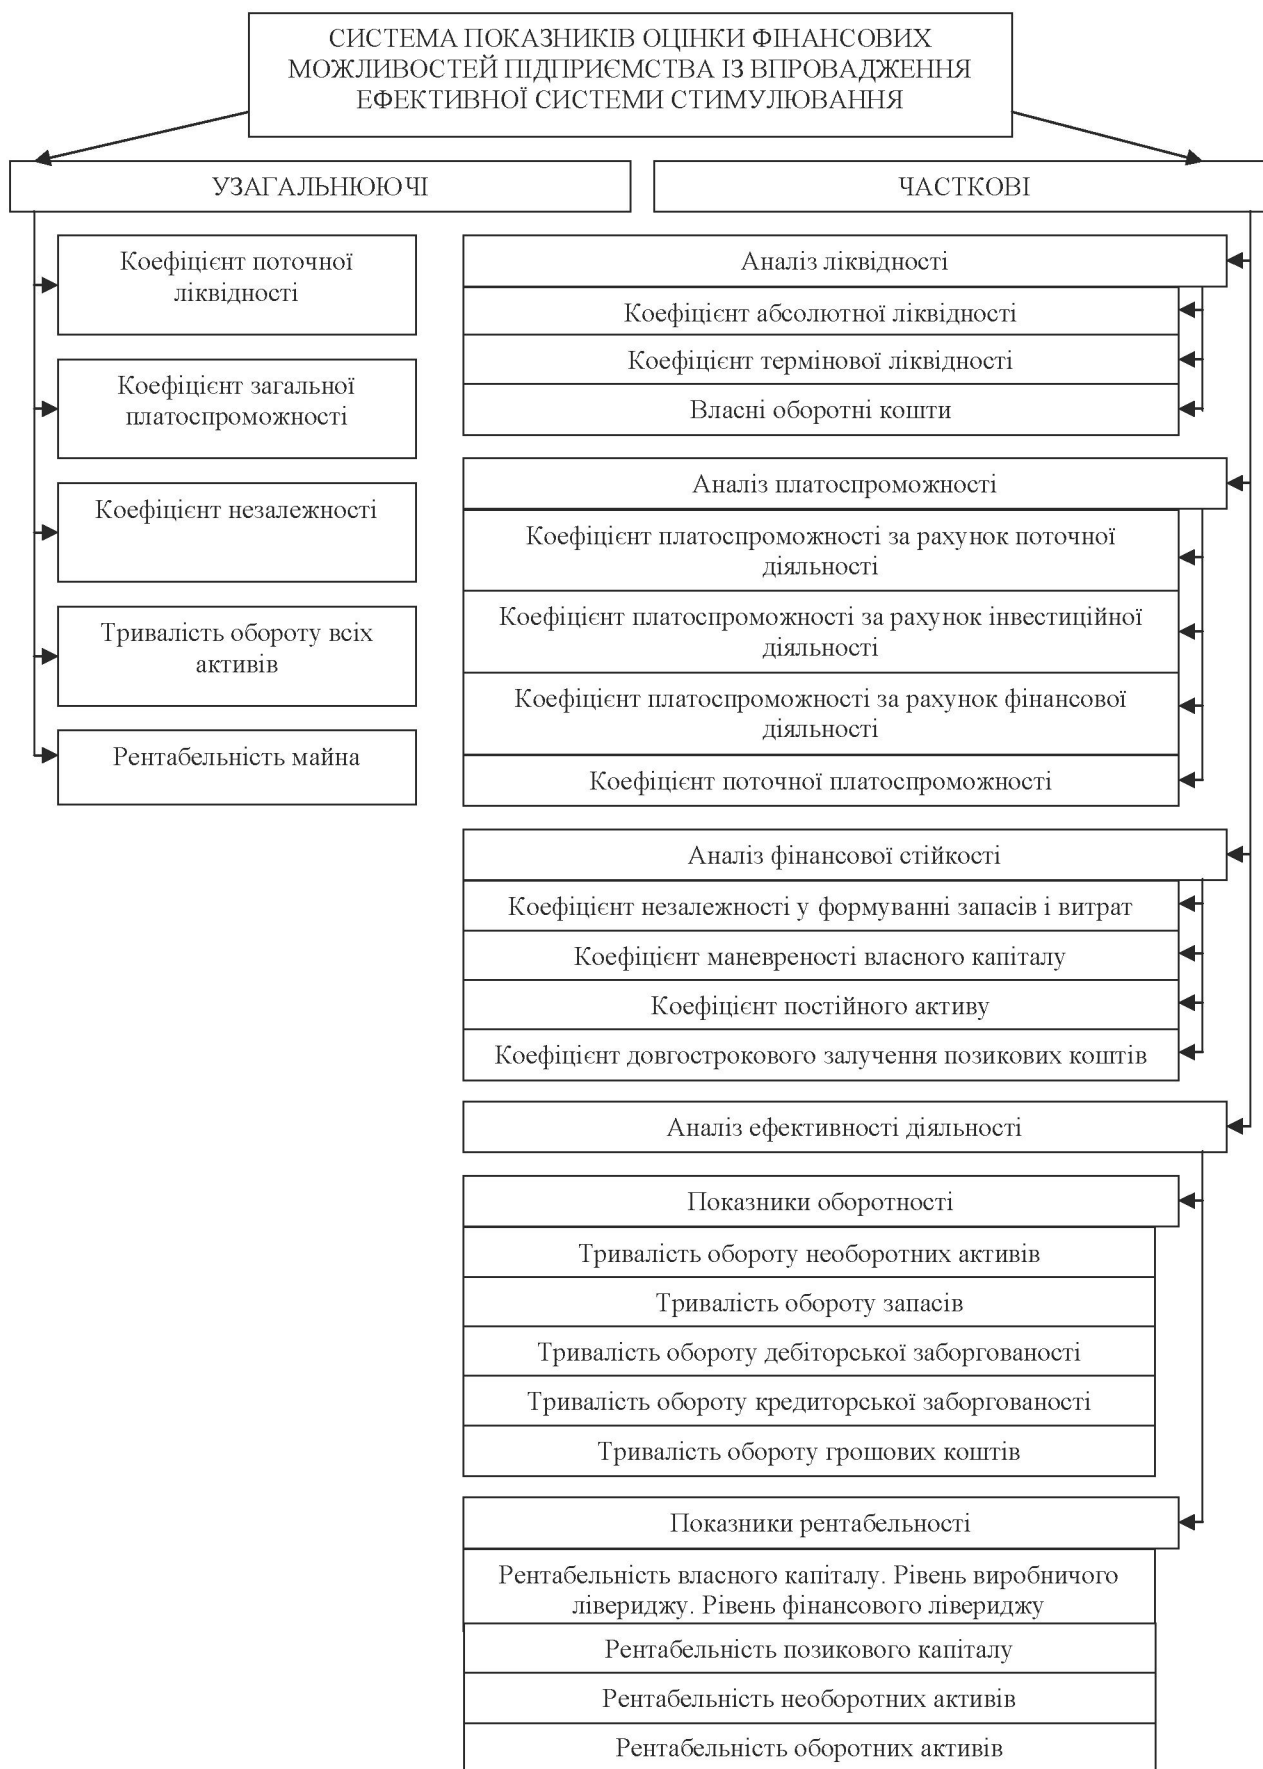 СИСТЕМА ПОКАЗНИКІВ ОЦІНКИ ФІНАНСОВИХ
МОЖЛИВОСТЕЙ ПІДПРИЄМСТВА ІЗ ВПРОВАДЖЕННЯ
ЕФЕКТИВНОЇ СИСТЕМИ СТИМУЛЮВАННЯ
УЗАГАЛЬНЮЮЧІ
Коефіцієнт поточної
ліквідності
Коефіцієнт загальної
платоспроможності
Коефіцієнт незалежності
Тривалість обороту всіх
активів
Рентабельність майна
ЧАСТКОВІ
Аналіз ліквідності
Коефіцієнт абсолютної ліквідності
Коефіцієнт термінової ліквідності
Власні оборотні кошти
Аналіз платоспроможності
Коефіцієнт платоспроможності за рахунок поточної
діяльності
Коефіцієнт платоспроможності за рахунок інвестиційної
діяльності
Коефіцієнт платоспроможності за рахунок фінансової
діяльності
Коефіцієнт поточної платоспроможності
Аналіз фінансової стійкості
Коефіцієнт незалежності у формуванні запасів і витрат
Коефіцієнт маневреності власного капіталу
Коефіцієнт постійного активу
Коефіцієнт довгострокового залучення позикових коштів
Аналіз ефективності діяльності
Показники оборотності
Тривалість обороту необоротних активів
Тривалість обороту запасів
Тривалість обороту дебіторської заборгованості
Тривалість обороту кредиторської заборгованості
Тривалість обороту грошових коштів
Показники рентабельності
Рентабельність власного капіталу. Рівень виробничого
лівериджу. Рівень фінансового лівериджу
Рентабельність позикового капіталу
Рентабельність необоротних активів
Рентабельність оборотних активів